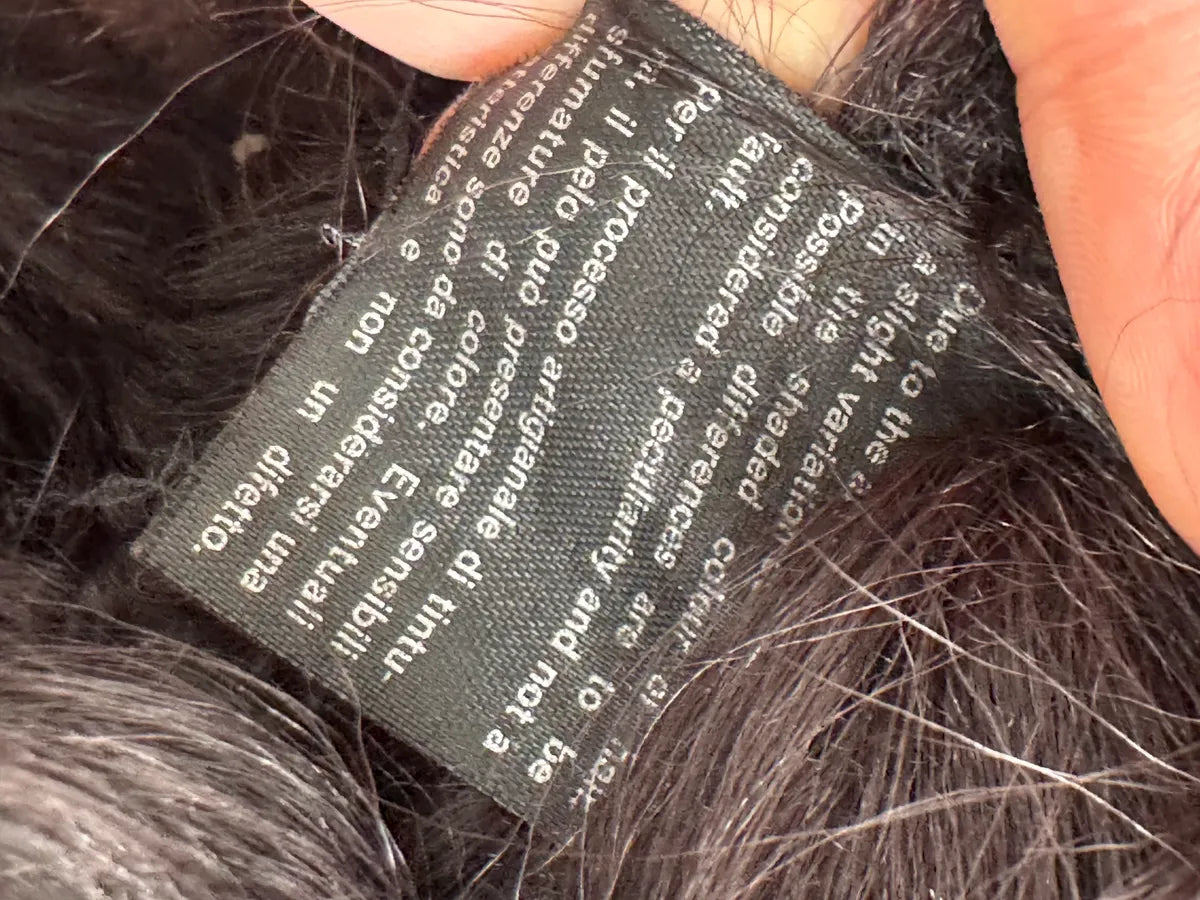 Due to the
a slight variation
in the shaded colour
possible differences are to be
considered a peculiarity and not a
fault.
Per il processo artigianale di tintu-
ra, il pelo può presentare sensibili
sfumature di colore. Eventuali
differenze sono da considerarsi una
tteristica e non un difetto.